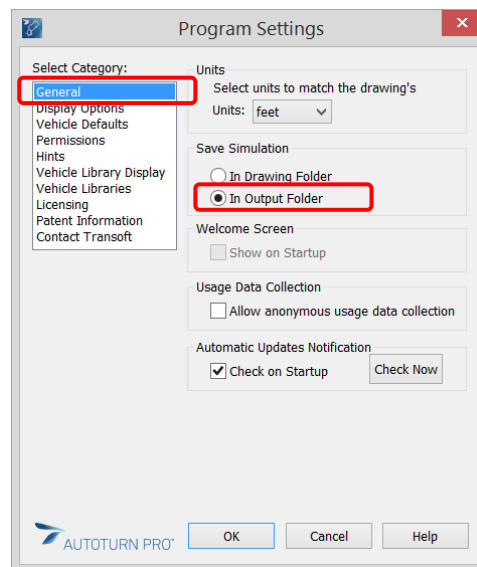 Program Settings
Select Category:
General
Display Options
Vehicle Defaults
Permissions
Hints
Vehicle Library Display
Vehicle Libraries
Licensing
Patent Information
Contact Transoft
Units
Select units to match the drawing's
Units: feet
Save Simulation
In Drawing Folder
In Output Folder
Welcome Screen
Show on Startup
Usage Data Collection
Allow anonymous usage data collection
Automatic Updates Notification
Check on Startup
Check Now
AUTOTURN PRO™
OK
Cancel
Help